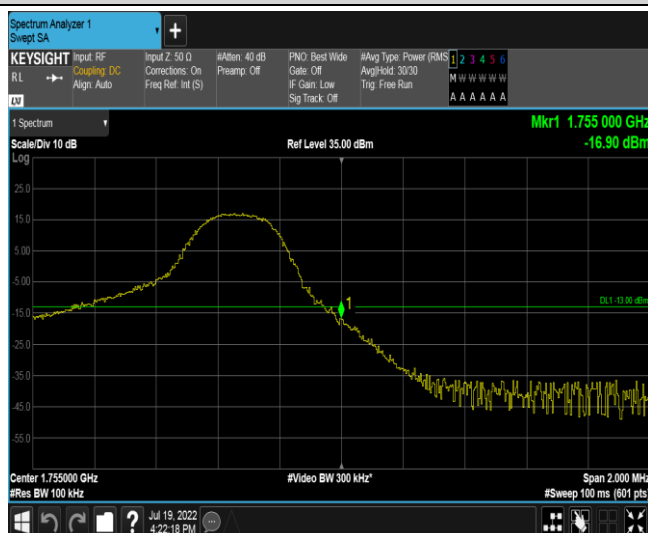 Spectrum Analyzer 1
Swept SA
+
KEYSIGHT Input: RF Input Z: 50 Ω #Atten: 40 dB PNO: Best Wide #Avg Type: Power (RMS 1 2 3 4 5 6
RL Coupling: DC Corrections: On Preamp: Off Gate: Off Avg|Hold: 30/30 M W W W W W
Align: Auto Freq Ref: Int (S) IF Gain: Low Trig: Free Run
Sig Track: Off A A A A A A
LXI
1 Spectrum Mkr1 1.755 000 GHz
Scale/Div 10 dB Ref Level 35.00 dBm -16.90 dBm
Log
25.0
15.0
5.00
-5.00
DL1 -13.00 dBm
1
-15.0
-25.0
-35.0
-45.0
-55.0
Center 1.755000 GHz #Video BW 300 kHz* Span 2.000 MHz
#Res BW 100 kHz #Sweep 100 ms (601 pts)
? Jul 19, 2022
4:22:18 PM